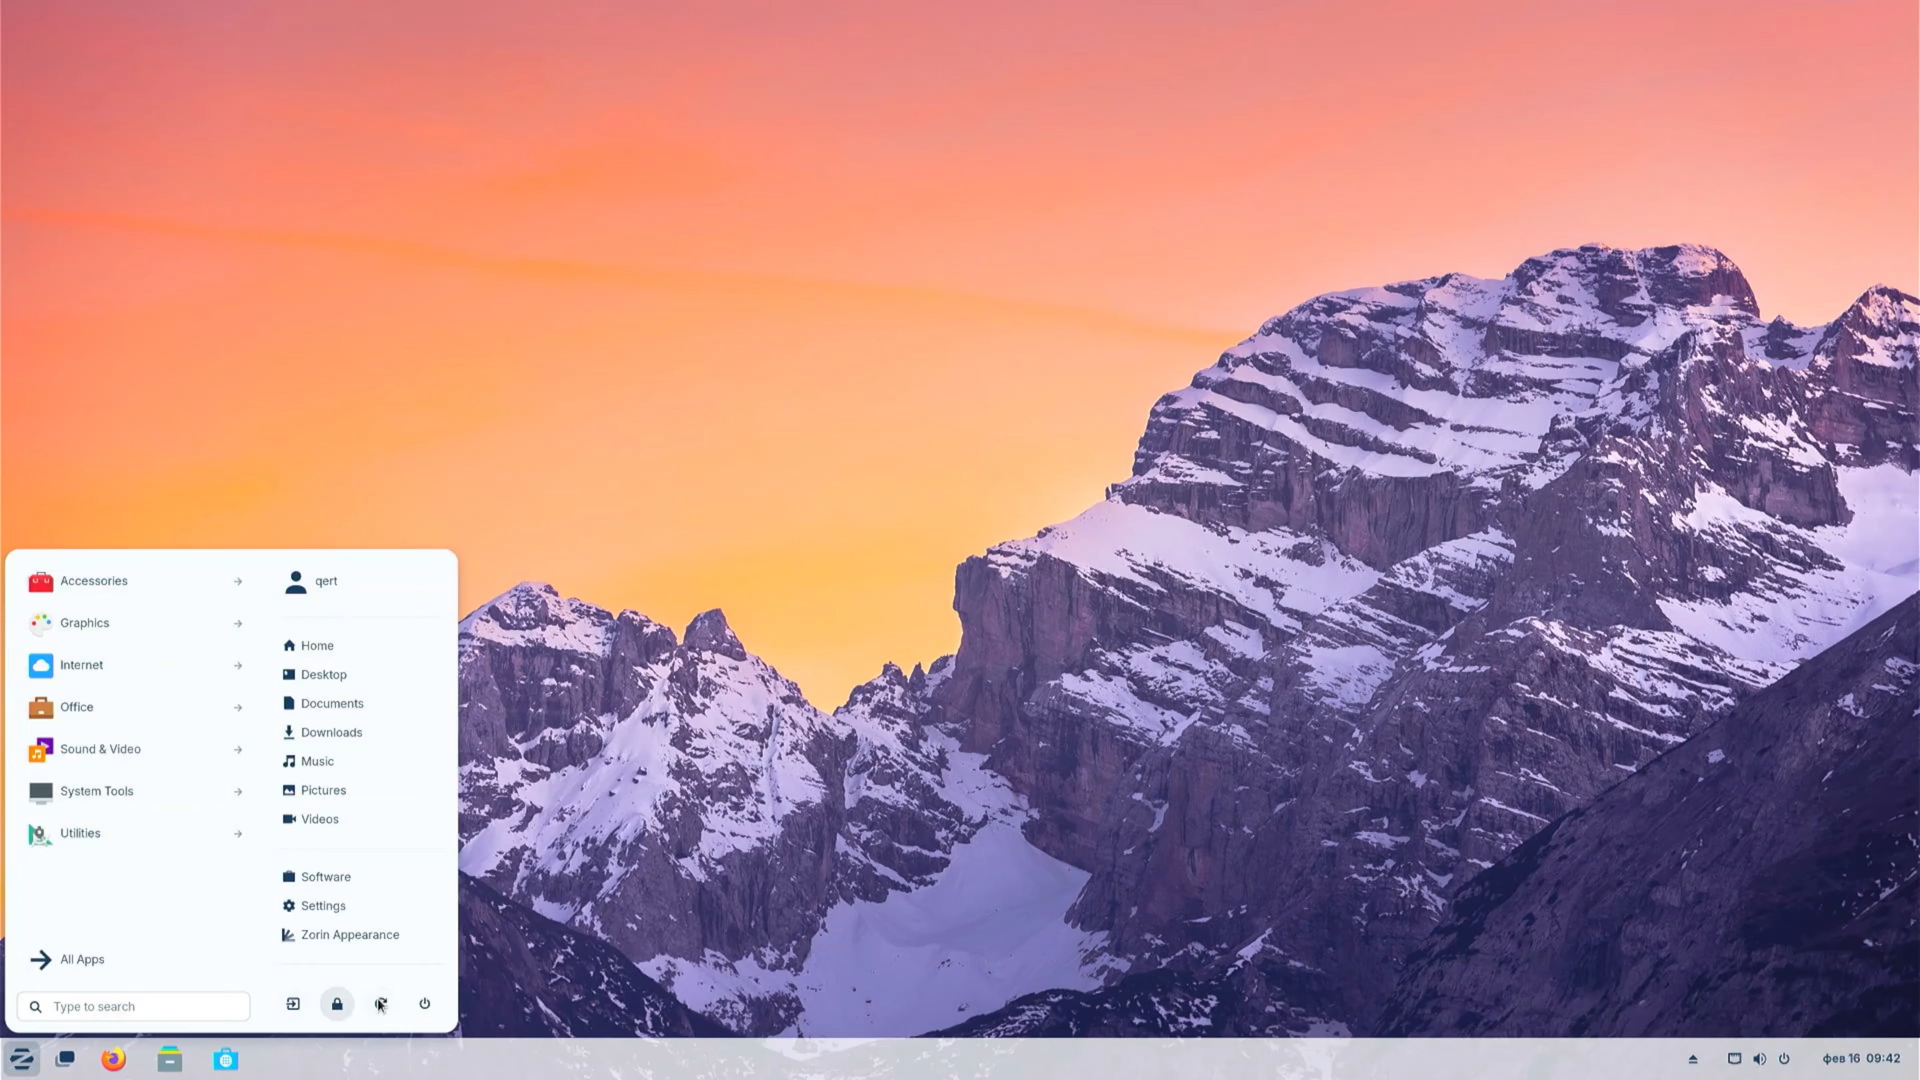 Accessories
Graphics
Internet
Office
Sound & Video
System Tools
Utilities
All Apps
Type to search
qert
Home
Desktop
Documents
Downloads
Music
Pictures
Videos
Software
Settings
Zorin Appearance
фев 16 09:42